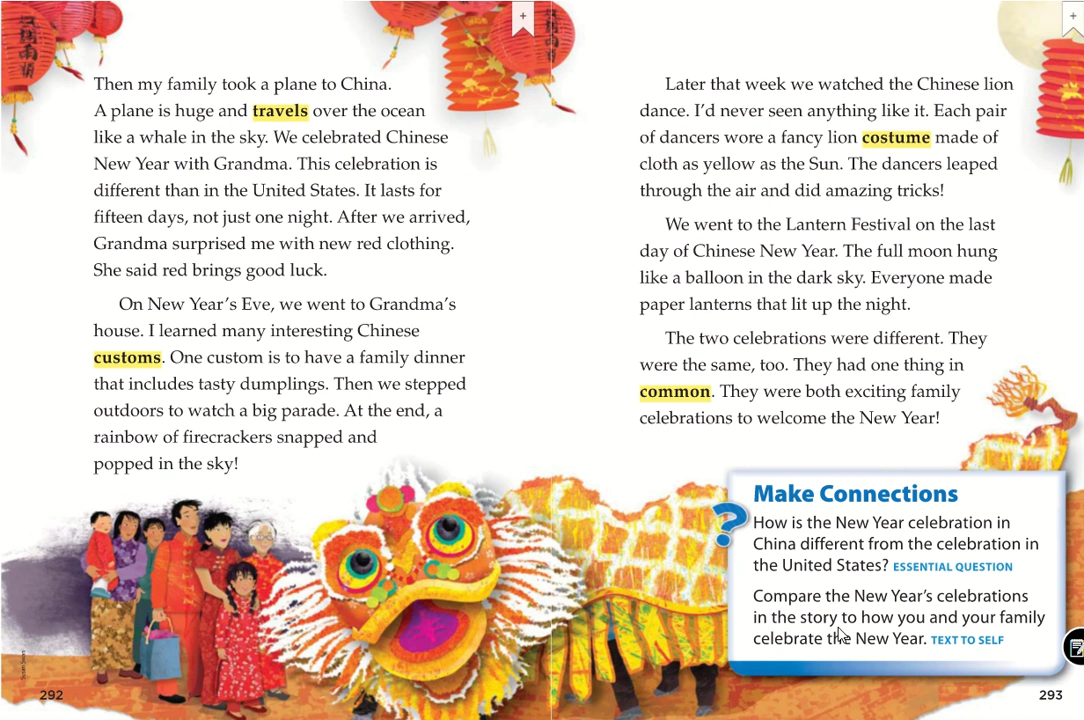 Then my family took a plane to China.
A plane is huge and travels over the ocean
like a whale in the sky. We celebrated Chinese
New Year with Grandma. This celebration is
different than in the United States. It lasts for
fifteen days, not just one night. After we arrived,
Grandma surprised me with new red clothing.
She said red brings good luck.
On New Year’s Eve, we went to Grandma’s
house. I learned many interesting Chinese
customs. One custom is to have a family dinner
that includes tasty dumplings. Then we stepped
outdoors to watch a big parade. At the end, a
rainbow of firecrackers snapped and
popped in the sky!
292
Later that week we watched the Chinese lion
dance. I’d never seen anything like it. Each pair
of dancers wore a fancy lion costume made of
cloth as yellow as the Sun. The dancers leaped
through the air and did amazing tricks!
We went to the Lantern Festival on the last
day of Chinese New Year. The full moon hung
like a balloon in the dark sky. Everyone made
paper lanterns that lit up the night.
The two celebrations were different. They
were the same, too. They had one thing in
common. They were both exciting family
celebrations to welcome the New Year!
?
Make Connections
How is the New Year celebration in
China different from the celebration in
the United States? ESSENTIAL QUESTION
Compare the New Year’s celebrations
in the story to how you and your family
celebrate the New Year. TEXT TO SELF
293